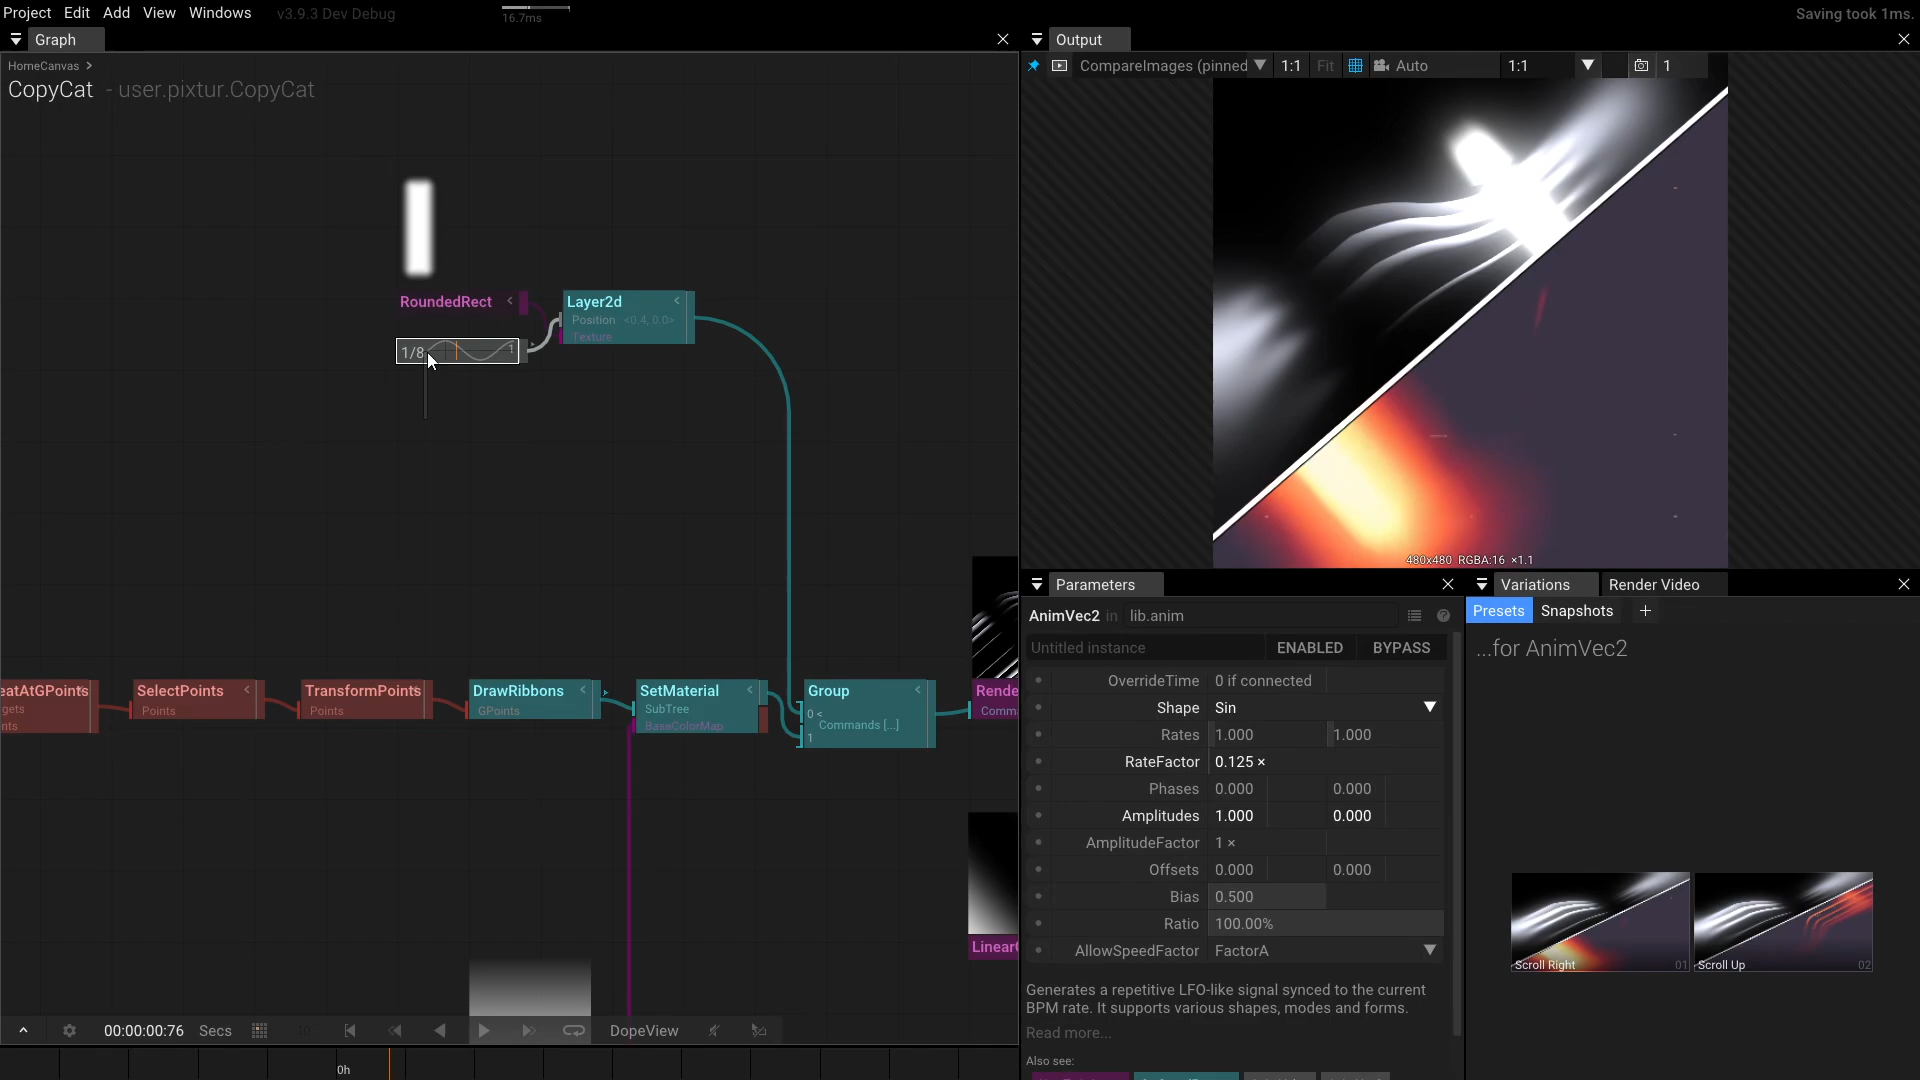 Project Edit Add View Windows v3.9.3 Dev Debug 16.7ms Saving took 1ms.
Graph
HomeCanvas >
CopyCat - user.pixtur.CopyCat
RoundedRect <
Layer2d <
Position <0.4, 0.0>
Texture
1/8 1
eatAtGPoints
gets
nts
SelectPoints <
Points
TransformPoints
Points
DrawRibbons <
GPoints
SetMaterial <
SubTree
BaseColorMap
Group <
0 <
Commands [...]
1
Rende
Comma
Linear
00:00:00:76 Secs DopeView
0h
Output
CompareImages (pinned 1:1 Fit Auto 1:1 1
480x480 RGBA:16 ×1.1
Parameters
AnimVec2 in lib.anim
Untitled instance ENABLED BYPASS
OverrideTime 0 if connected
Shape Sin
Rates 1.000 1.000
RateFactor 0.125 ×
Phases 0.000 0.000
Amplitudes 1.000 0.000
AmplitudeFactor 1 ×
Offsets 0.000 0.000
Bias 0.500
Ratio 100.00%
AllowSpeedFactor FactorA
Generates a repetitive LFO-like signal synced to the current
BPM rate. It supports various shapes, modes and forms.
Read more...
Also see:
Variations Render Video
Presets Snapshots +
...for AnimVec2
Scroll Right 01
Scroll Up 02